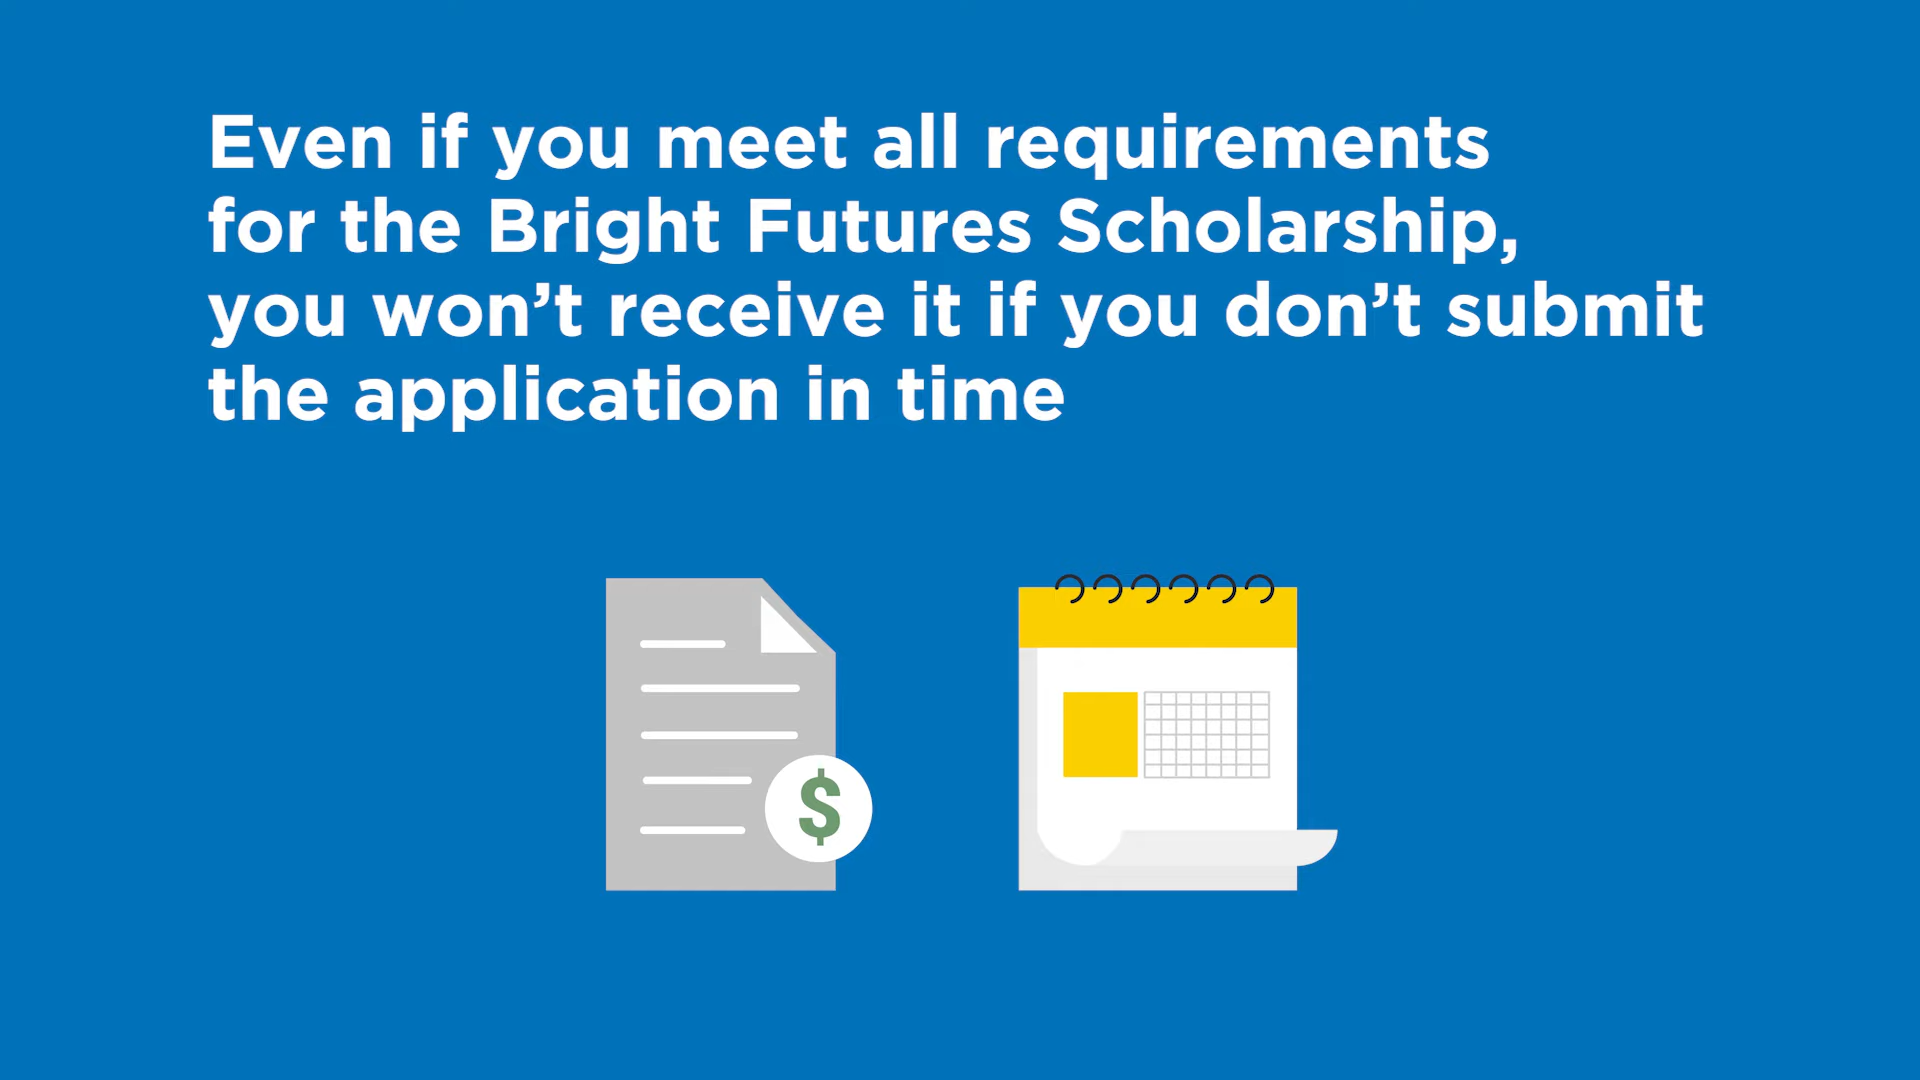 Even if you meet all requirements
for the Bright Futures Scholarship,
you won’t receive it if you don’t submit
the application in time
$